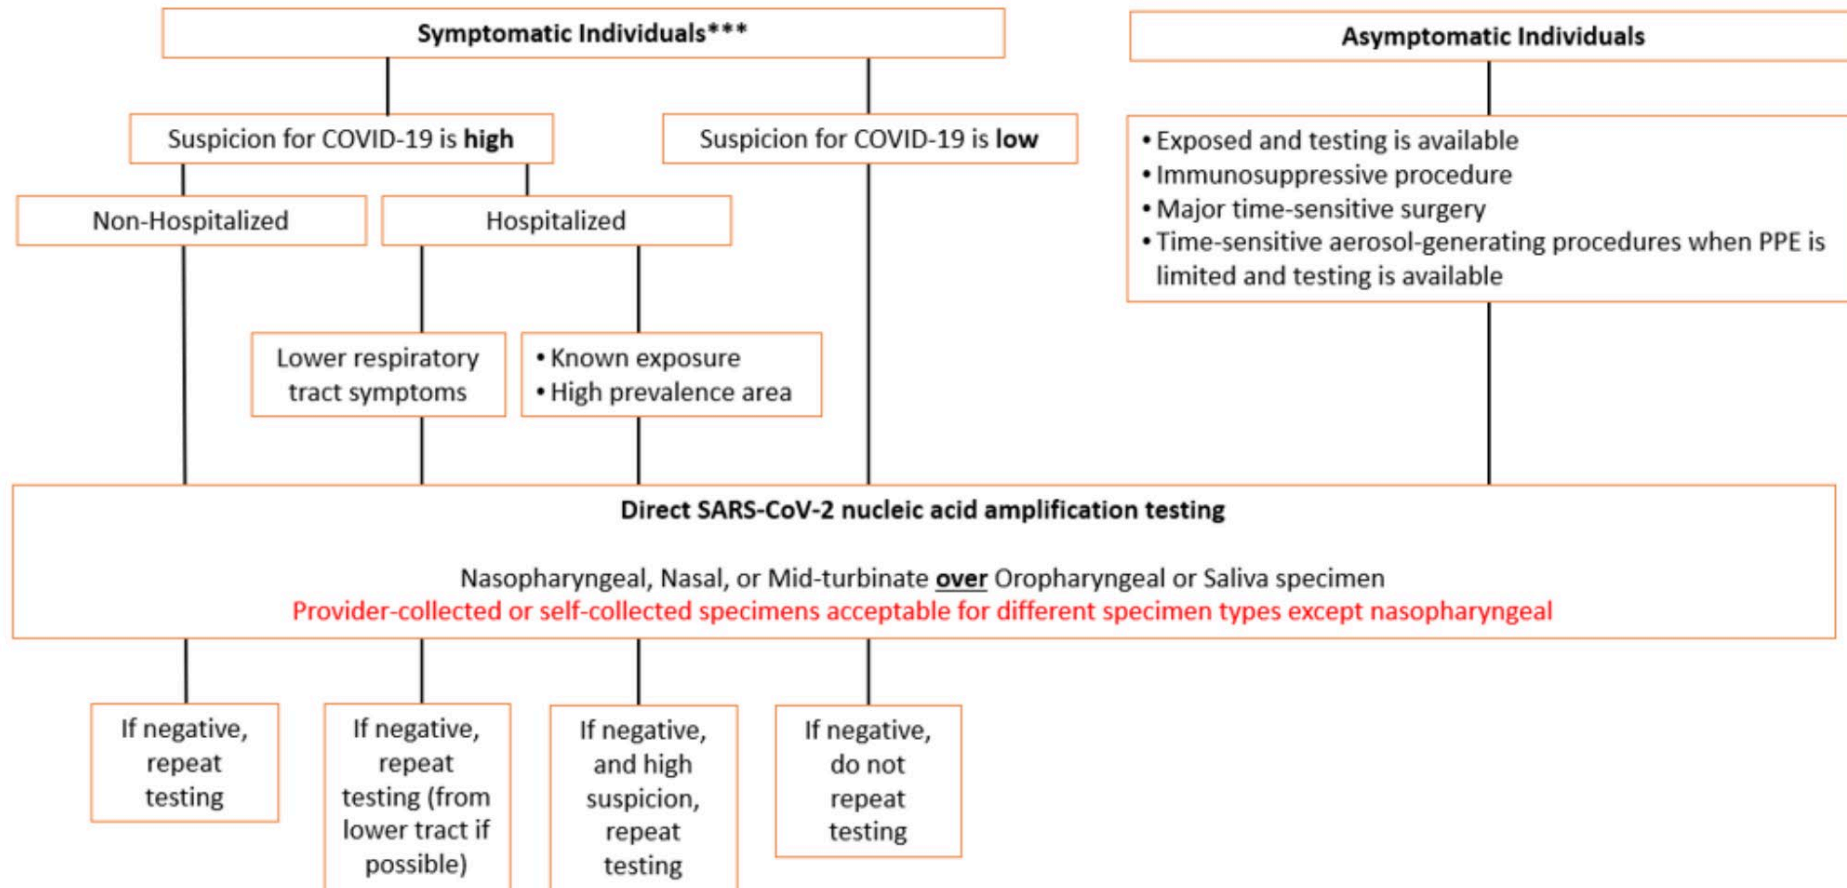 Symptomatic Individuals***
Asymptomatic Individuals
Suspicion for COVID-19 is high
Suspicion for COVID-19 is low
• Exposed and testing is available
• Immunosuppressive procedure
• Major time-sensitive surgery
• Time-sensitive aerosol-generating procedures when PPE is
limited and testing is available
Non-Hospitalized
Hospitalized
Lower respiratory
tract symptoms
• Known exposure
• High prevalence area
Direct SARS-CoV-2 nucleic acid amplification testing
Nasopharyngeal, Nasal, or Mid-turbinate over Oropharyngeal or Saliva specimen
Provider-collected or self-collected specimens acceptable for different specimen types except nasopharyngeal
If negative,
repeat
testing
If negative,
repeat
testing (from
lower tract if
possible)
If negative,
and high
suspicion,
repeat
testing
If negative,
do not
repeat
testing